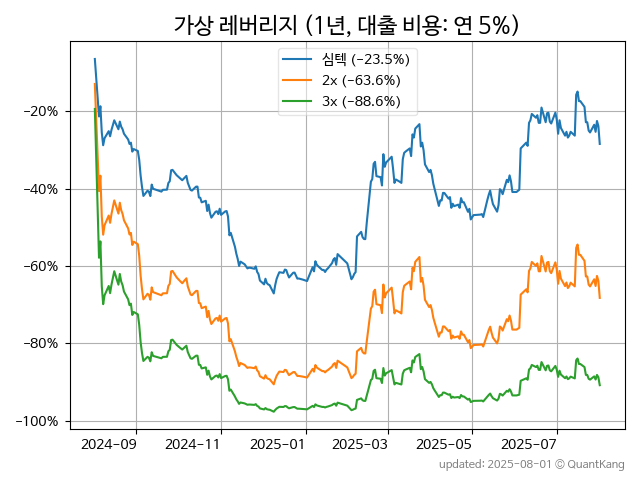 가상 레버리지 (1년, 대출 비용: 연 5%)
심텍 (−23.5%)
2x (−63.6%)
3x (−88.6%)
−20%
−40%
−60%
−80%
−100%
2024-09 2024-11 2025-01 2025-03 2025-05 2025-07
updated: 2025-08-01 © QuantKang